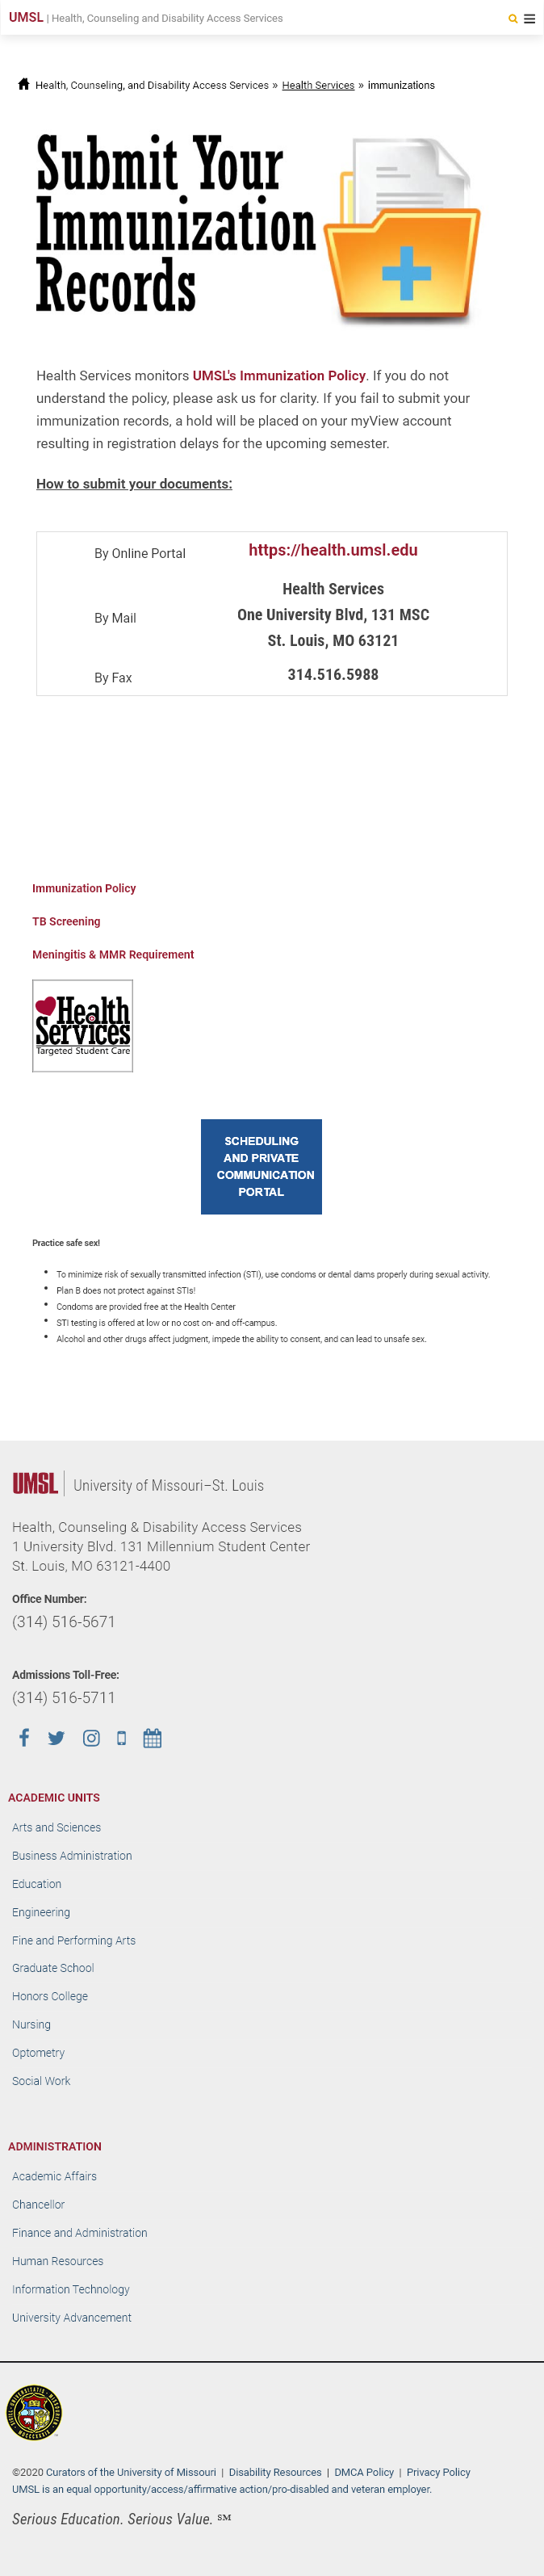 UMSL | Health, Counseling and Disability Access Services
Health, Counseling, and Disability Access Services » Health Services » immunizations
Submit Your
Immunization
Records
Health Services monitors UMSL's Immunization Policy. If you do not
understand the policy, please ask us for clarity. If you fail to submit your
immunization records, a hold will be placed on your myView account
resulting in registration delays for the upcoming semester.
How to submit your documents:
By Online Portal https://health.umsl.edu
Health Services
By Mail One University Blvd, 131 MSC
St. Louis, MO 63121
By Fax 314.516.5988
Immunization Policy
TB Screening
Meningitis & MMR Requirement
Health
Services
Targeted Student Care
SCHEDULING
AND PRIVATE
COMMUNICATION
PORTAL
Practice safe sex!
• To minimize risk of sexually transmitted infection (STI), use condoms or dental dams properly during sexual activity.
• Plan B does not protect against STIs!
• Condoms are provided free at the Health Center
• STI testing is offered at low or no cost on- and off-campus.
• Alcohol and other drugs affect judgment, impede the ability to consent, and can lead to unsafe sex.
UMSL | University of Missouri–St. Louis
Health, Counseling & Disability Access Services
1 University Blvd. 131 Millennium Student Center
St. Louis, MO 63121-4400
Office Number:
(314) 516-5671
Admissions Toll-Free:
(314) 516-5711
ACADEMIC UNITS
Arts and Sciences
Business Administration
Education
Engineering
Fine and Performing Arts
Graduate School
Honors College
Nursing
Optometry
Social Work
ADMINISTRATION
Academic Affairs
Chancellor
Finance and Administration
Human Resources
Information Technology
University Advancement
©2020 Curators of the University of Missouri | Disability Resources | DMCA Policy | Privacy Policy
UMSL is an equal opportunity/access/affirmative action/pro-disabled and veteran employer.
Serious Education. Serious Value. ℠